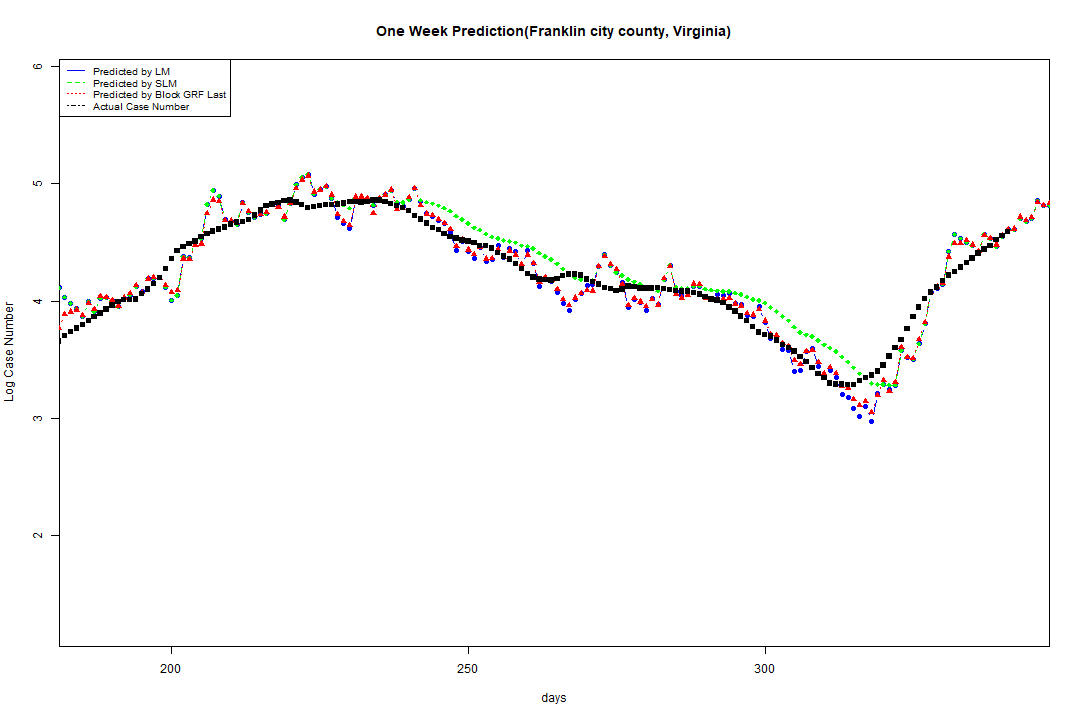 One Week Prediction(Franklin city county, Virginia)
6
Predicted by LM
Predicted by SLM
Predicted by Block GRF Last
Actual Case Number
5
4
3
2
Log Case Number
200
250
300
days